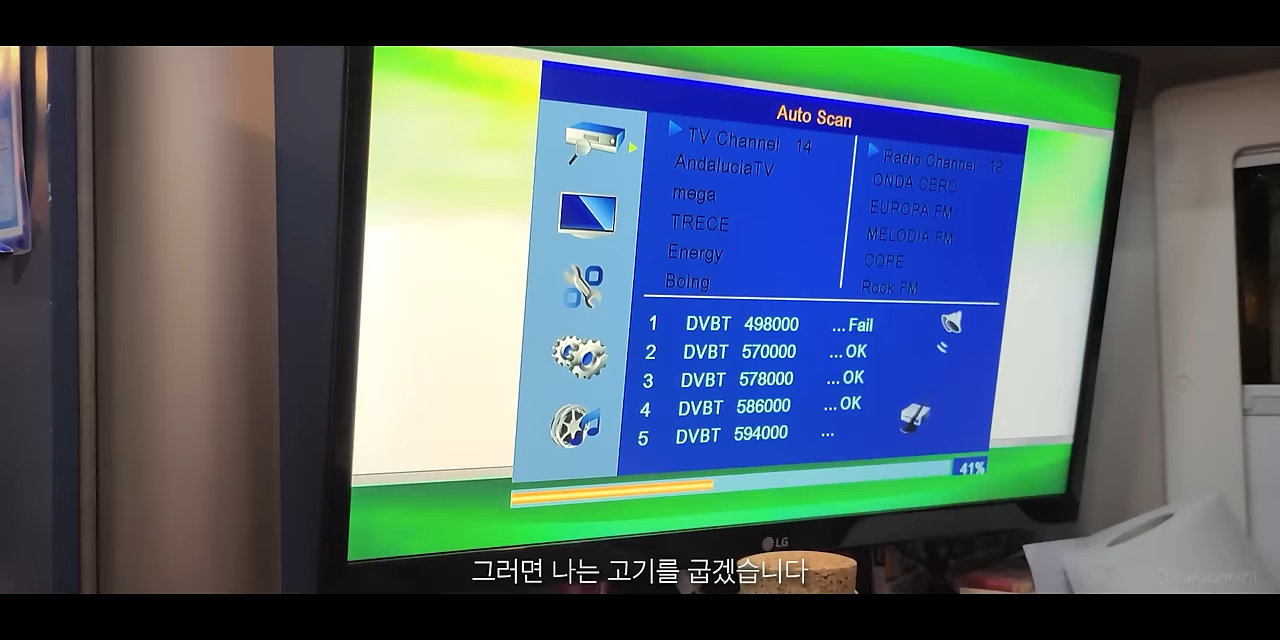 Auto Scan
TV Channel 14
AndaluciaTV
mega
TRECE
Energy
Boing
Radio Channel 18
ONDA CERO
EUROPA FM
MELODIA FM
COPE
Rock FM
1 DVBT 498000 ...Fail
2 DVBT 570000 ...OK
3 DVBT 578000 ...OK
4 DVBT 586000 ...OK
5 DVBT 594000 ...
41%
LG
그러면 나는 고기를 굽겠습니다